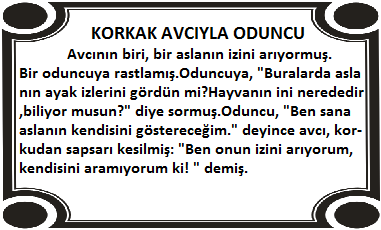 KORKAK AVCIYLA ODUNCU
Avcının biri, bir aslanın izini arıyormuş.
Bir oduncuya rastlamış.Oduncuya, "Buralarda asla
nın ayak izlerini gördün mü?Hayvanın ini nerededir
,biliyor musun?" diye sormuş.Oduncu, "Ben sana
aslanın kendisini göstereceğim." deyince avcı, kor-
kudan sapsarı kesilmiş: "Ben onun izini arıyorum,
kendisini aramıyorum ki! " demiş.